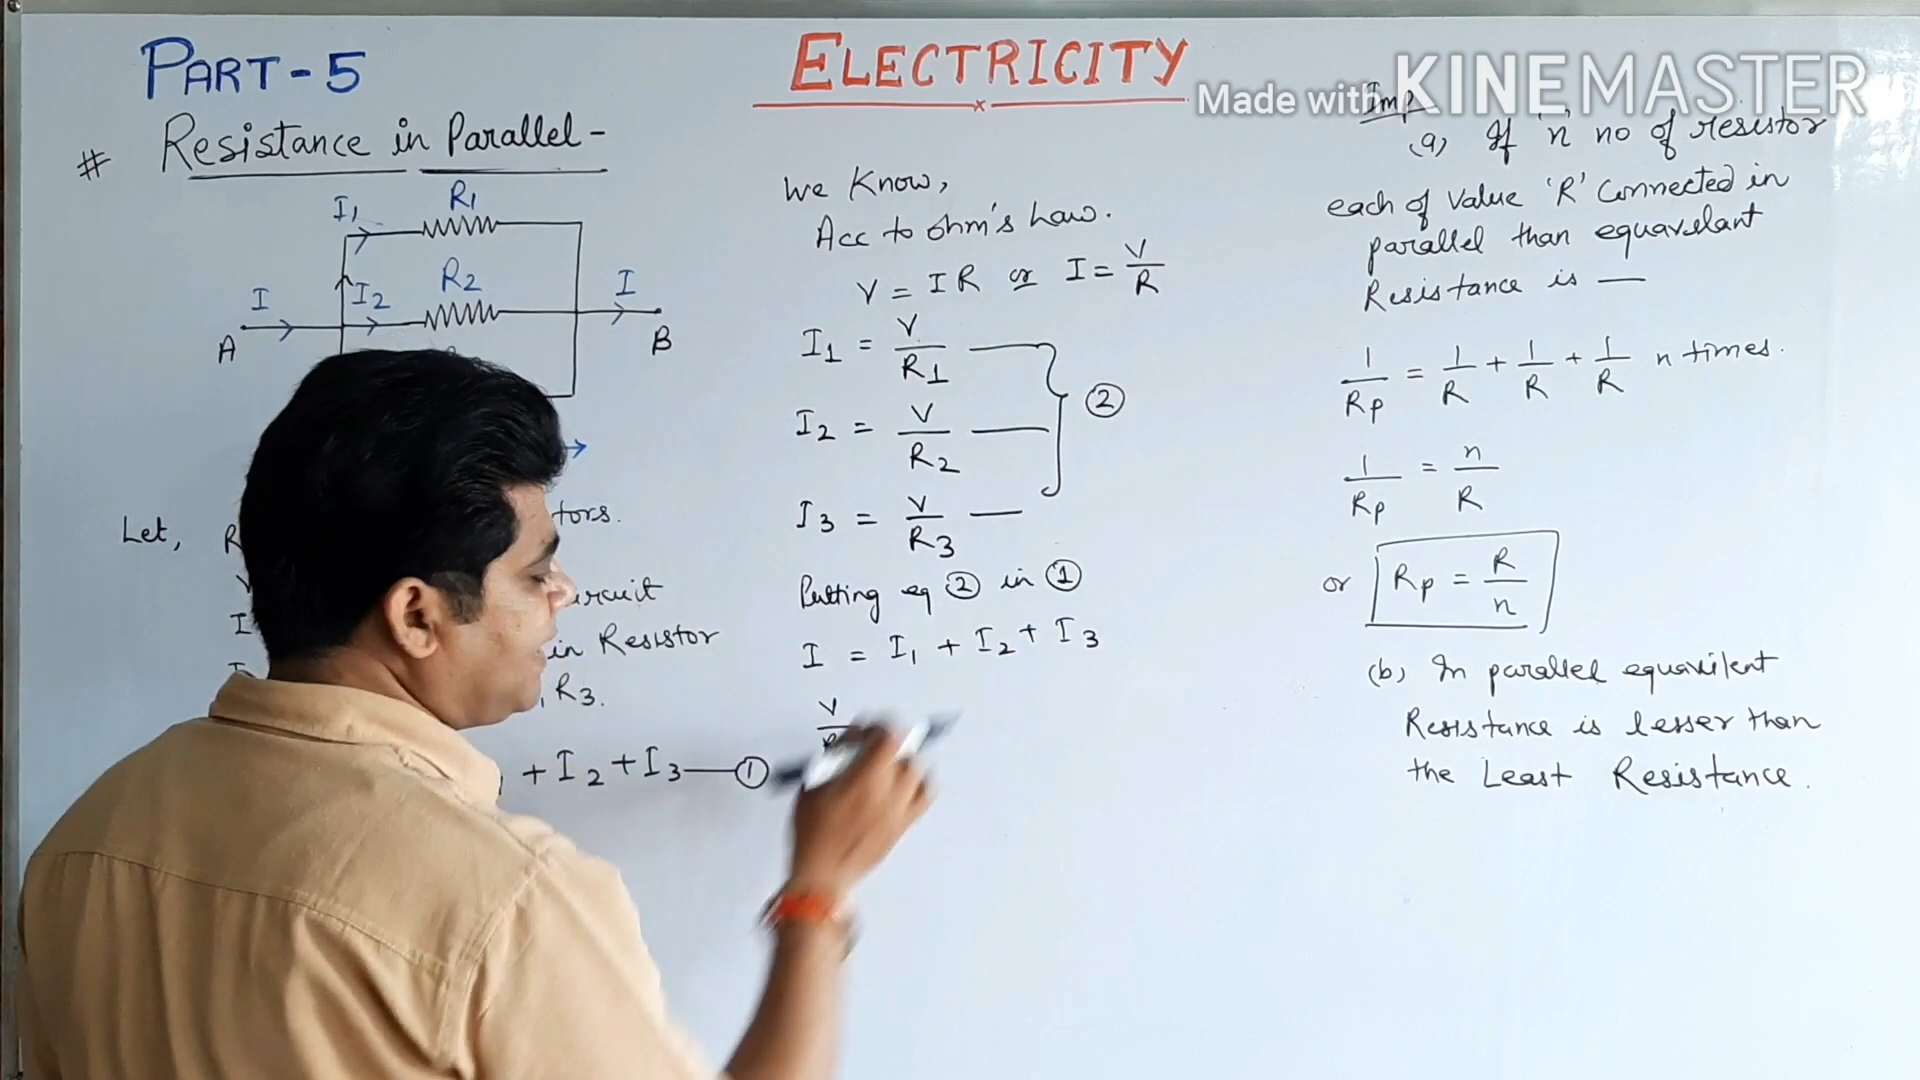 PART-5
ELECTRICITY
Made with KINEMASTER
# Resistance in Parallel -
I₁ R₁
I₂ R₂
I I
A B
Let, R tors.
ircuit
I in Resistor
, R₃.
+ I₂ + I₃ — ①
We Know,
Acc to ohm's Law.
V = IR or I = V/R
I₁ = V/R₁
I₂ = V/R₂ ②
I₃ = V/R₃ —
Putting eq ② in ①
I = I₁ + I₂ + I₃
V
Imp
(a) If 'n' no of resistor
each of value 'R' Connected in
parallel than equavelant
Resistance is —
1/Rp = 1/R + 1/R + 1/R n times.
1/Rp = n/R
or Rp = R/n
(b) In parallel equavilent
Resistance is lesser than
the Least Resistance.